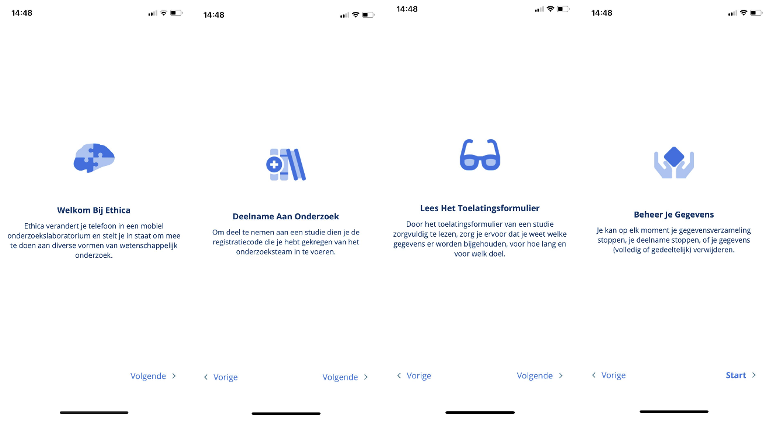 14:48
Welkom Bij Ethica
Ethica verandert je telefoon in een mobiel
onderzoekslaboratorium en stelt je in staat om mee
te doen aan diverse vormen van wetenschappelijk
onderzoek.
Volgende
14:48
Deelname Aan Onderzoek
Om deel te nemen aan een studie dien je de
registratiecode die je hebt gekregen van het
onderzoeksteam in te voeren.
Vorige
Volgende
14:48
Lees Het Toelatingsformulier
Door het toelatingsformulier van een studie
zorgvuldig te lezen, zorg je ervoor dat je weet welke
gegevens er worden bijgehouden, voor hoe lang en
voor welk doel.
Vorige
Volgende
14:48
Beheer Je Gegevens
Je kan op elk moment je gegevensverzameling
stoppen, je deelname stoppen, of je gegevens
(volledig of gedeeltelijk) verwijderen.
Vorige
Start